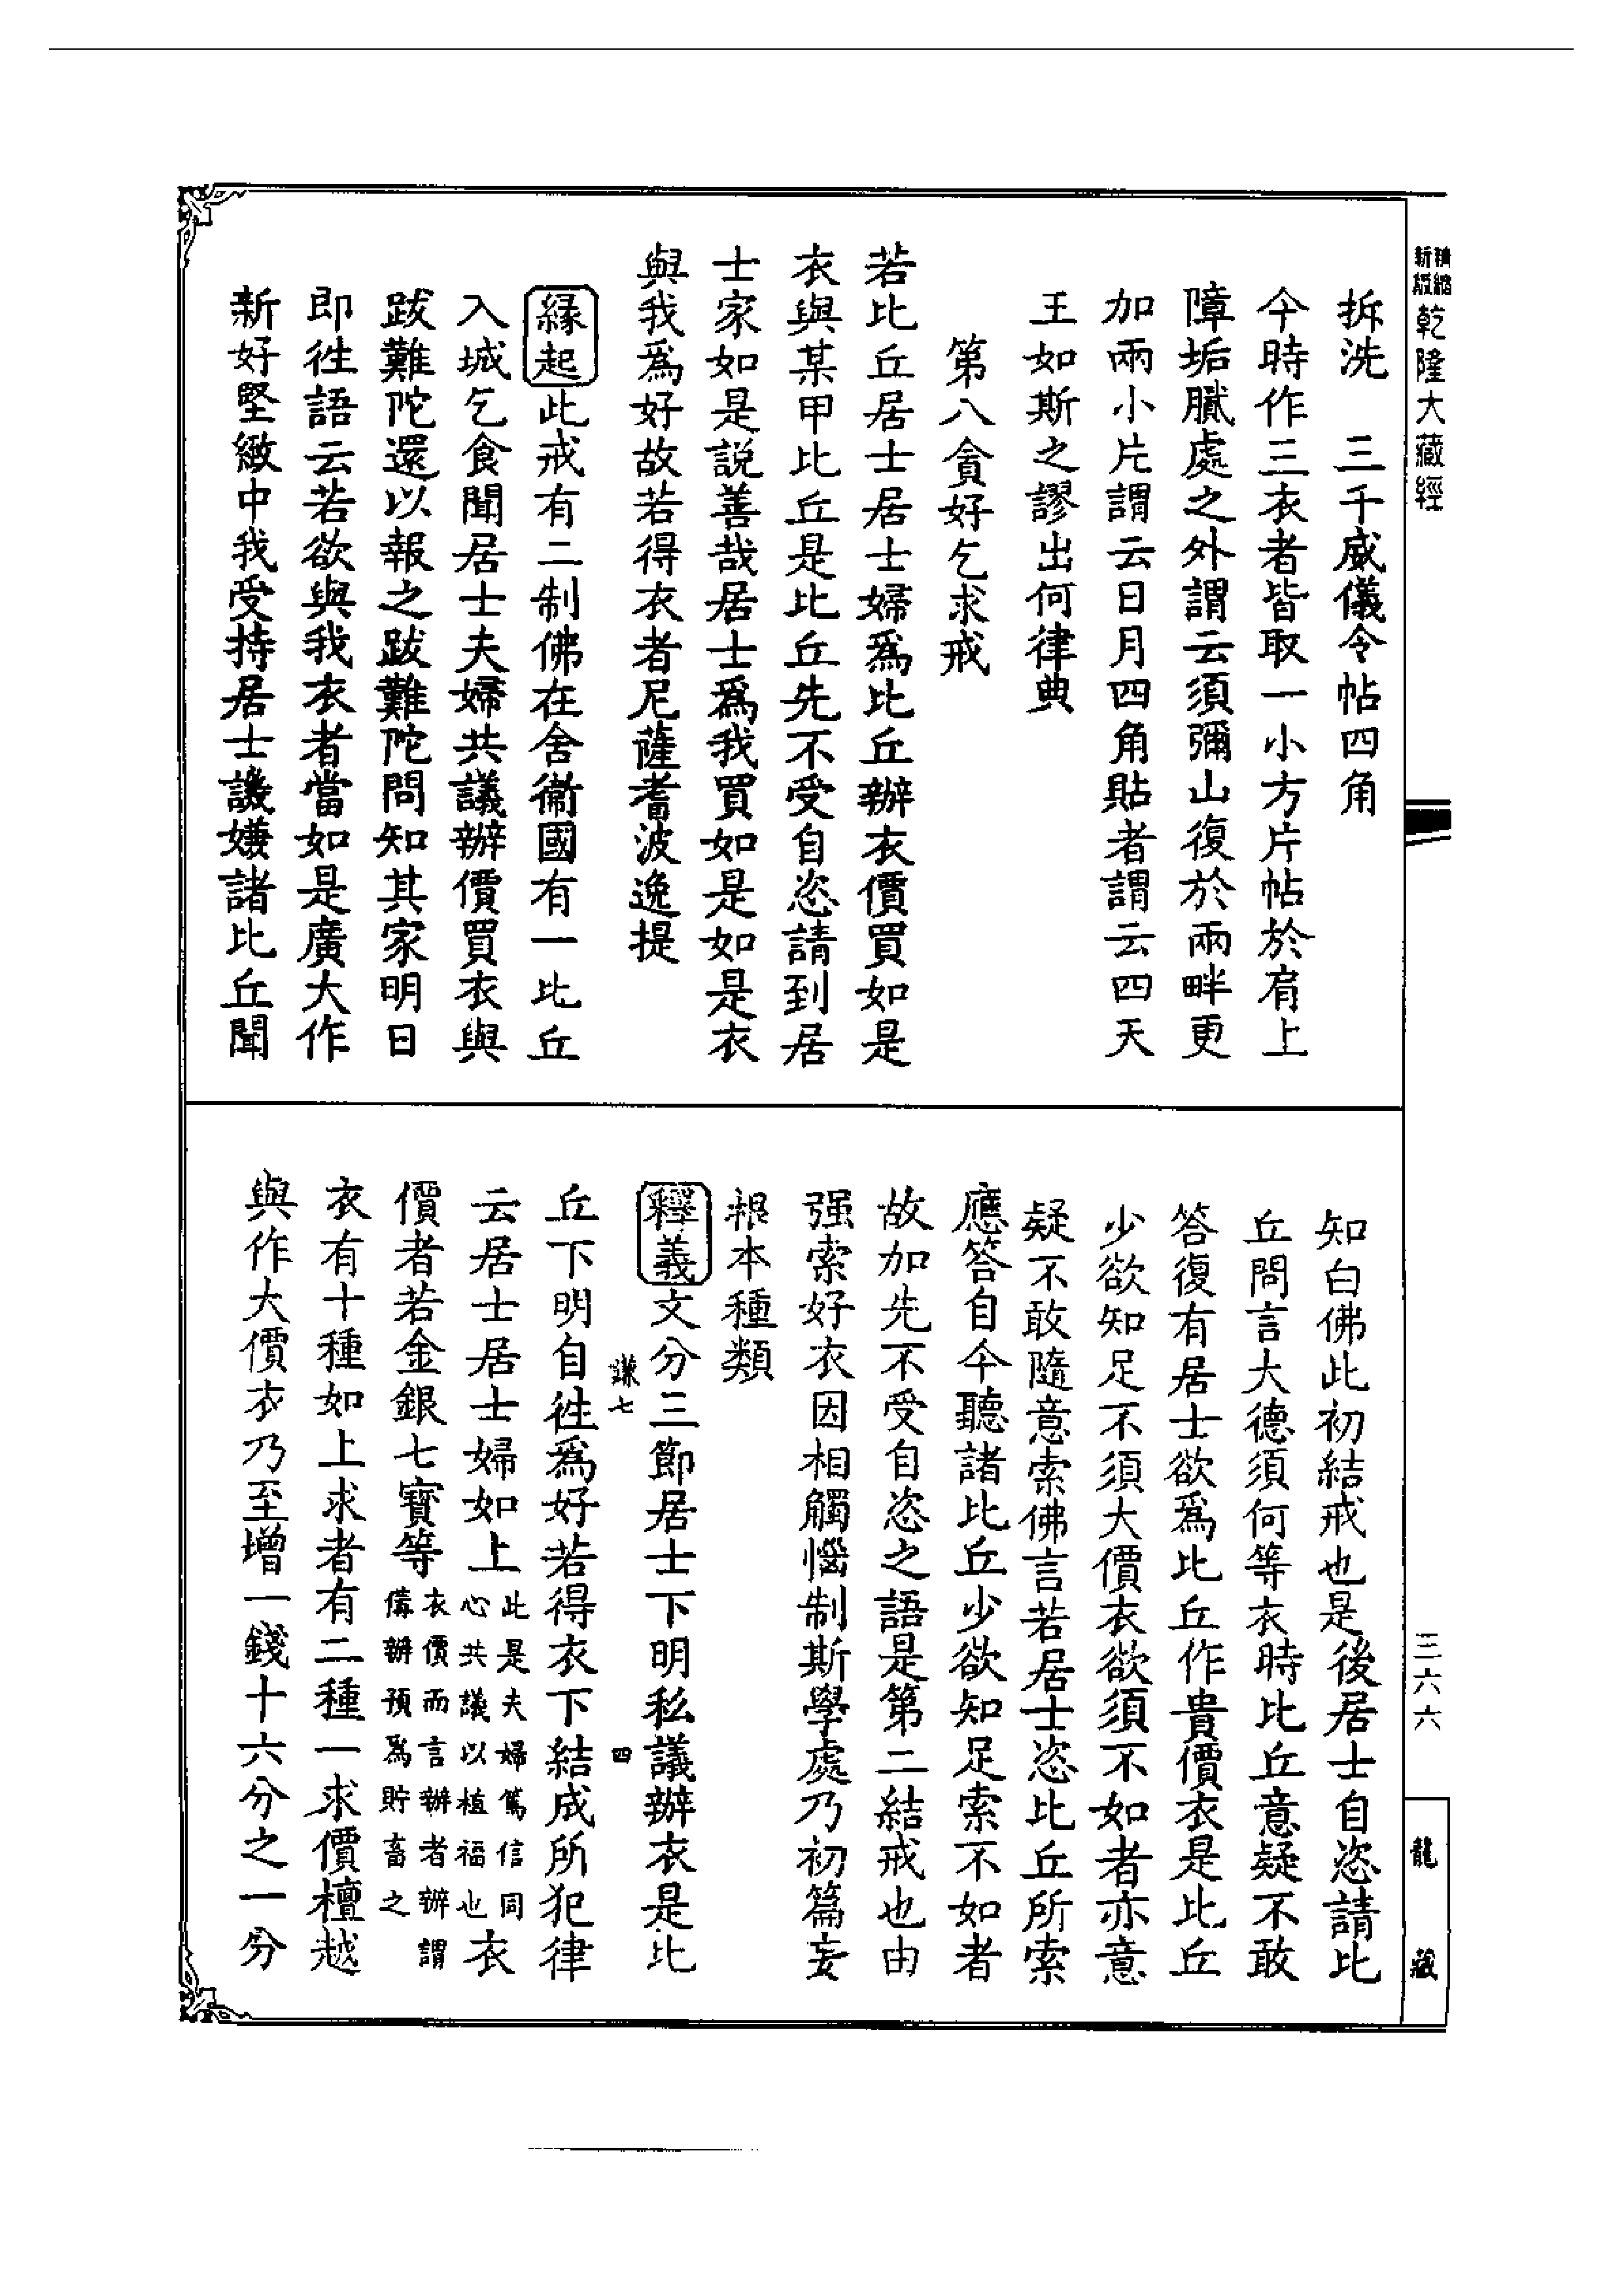 精縮新版乾隆大藏經
三六六
龍藏
拆洗　三千威儀令帖四角
今時作三衣者皆取一小方片帖於肩上
障垢膩處之外謂云須彌山復於兩畔更
加兩小片謂云日月四角貼者謂云四天
王如斯之謬出何律典
第八貪好乞求戒
若比丘居士居士婦爲比丘辦衣價買如是
衣與某甲比丘是比丘先不受自恣請到居
士家如是説善哉居士爲我買如是如是衣
與我爲好故若得衣者尼薩耆波逸提
緣起此戒有二制佛在舍衞國有一比丘
入城乞食聞居士夫婦共議辦價買衣與
跋難陀還以報之跋難陀問知其家明日
即徃語云若欲與我衣者當如是廣大作
新好堅緻中我受持居士譏嫌諸比丘聞
知白佛此初結戒也是後居士自恣請比
丘問言大德須何等衣時比丘意疑不敢
答復有居士欲爲比丘作貴價衣是比丘
少欲知足不須大價衣欲須不如者亦意
疑不敢隨意索佛言若居士恣比丘所索
應答自今聽諸比丘少欲知足索不如者
故加先不受自恣之語是第二結戒也由
强索好衣因相觸惱制斯學處乃初篇妄
根本種類
釋義文分三節居士下明私議辦衣是比
謙七　四
丘下明自徃爲好若得衣下結成所犯律
云居士居士婦如上此是夫婦篤信同心共議以植福也衣
價者若金銀七寳等衣價而言辦者辦謂俻辦預爲貯畜之
衣有十種如上求者有二種一求價檀越
與作大價衣乃至增一錢十六分之一分